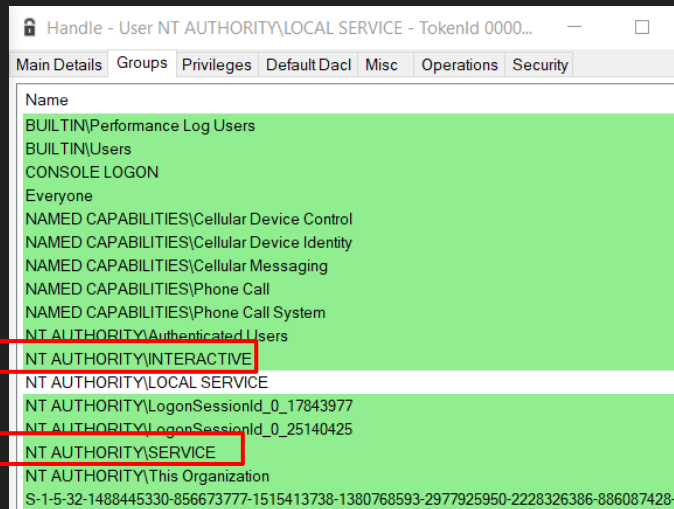 Handle - User NT AUTHORITY\LOCAL SERVICE - TokenId 0000...
Main Details Groups Privileges Default Dacl Misc Operations Security
Name
BUILTIN\Performance Log Users
BUILTIN\Users
CONSOLE LOGON
Everyone
NAMED CAPABILITIES\Cellular Device Control
NAMED CAPABILITIES\Cellular Device Identity
NAMED CAPABILITIES\Cellular Messaging
NAMED CAPABILITIES\Phone Call
NAMED CAPABILITIES\Phone Call System
NT AUTHORITY\Authenticated Users
NT AUTHORITY\INTERACTIVE
NT AUTHORITY\LOCAL SERVICE
NT AUTHORITY\LogonSessionId_0_17843977
NT AUTHORITY\LogonSessionId_0_25140425
NT AUTHORITY\SERVICE
NT AUTHORITY\This Organization
S-1-5-32-1488445330-856673777-1515413738-1380768593-2977925950-2228326386-886087428-